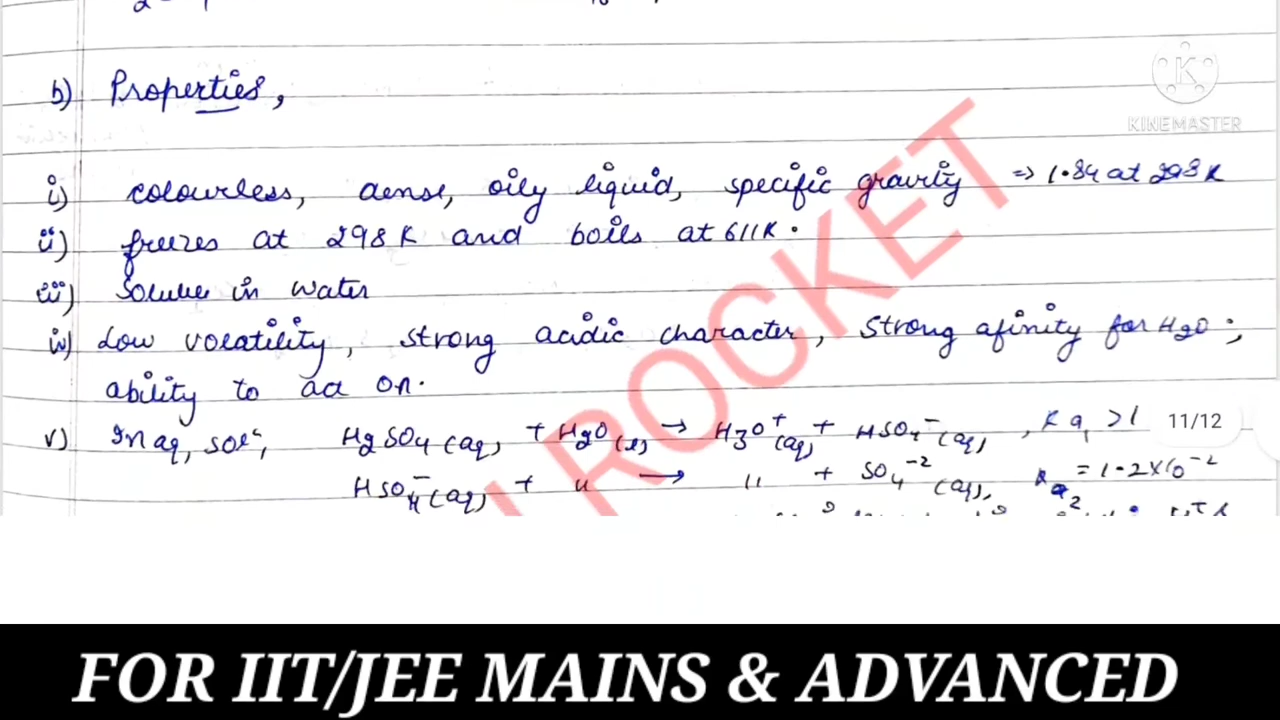 b) Properties,
KINEMASTER
i) colourless, dense, oily liquid, specific gravity => 1.84 at 298 K
ii) freezes at 298 K and boils at 611K.
iii) Soluble in water
iv) Low volatility, strong acidic character, strong afinity for H2O ;
ability to act on.
v) In aq, solⁿ, H2SO4 (aq) + H2O (l) → H3O⁺ (aq) + HSO4⁻ (aq) , Ka1 >1
11/12
HSO4⁻ (aq) + " → " + SO4⁻² (aq), Ka2 = 1.2×10⁻²
ROCKET
FOR IIT/JEE MAINS & ADVANCED